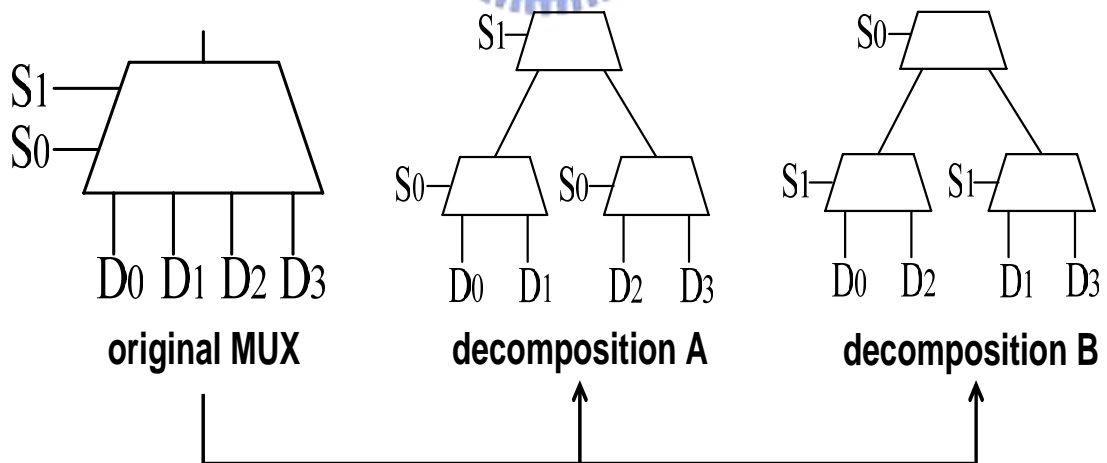 S1
S0
D0 D1 D2 D3
original MUX
S1
S0 S0
D0 D1 D2 D3
decomposition A
S0
S1 S1
D0 D2 D1 D3
decomposition B